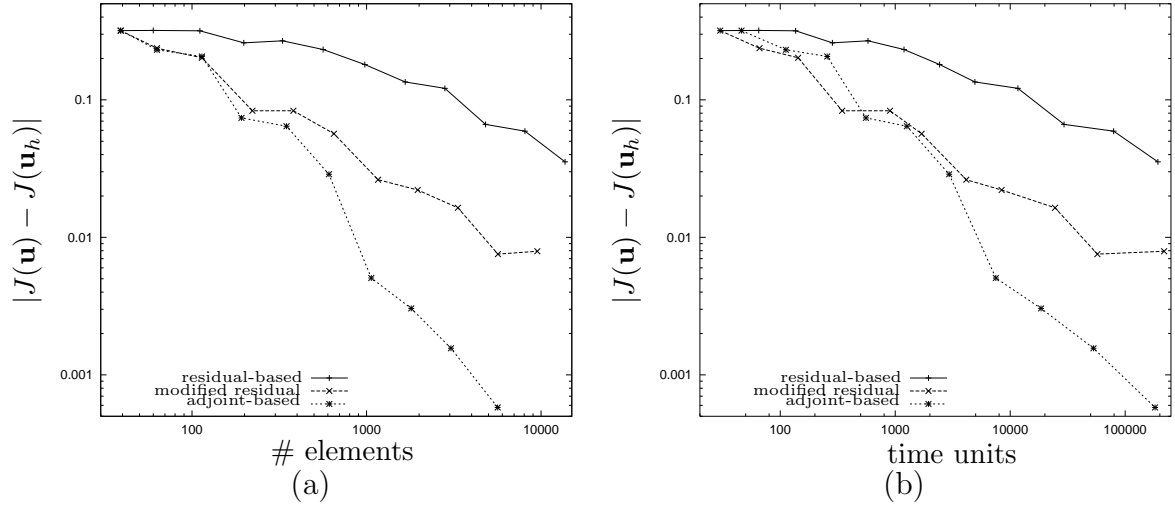 |J(u) − J(u_h)|
0.1
0.01
0.001
residual-based
modified residual
adjoint-based
100
1000
10000
# elements
(a)
|J(u) − J(u_h)|
0.1
0.01
0.001
residual-based
modified residual
adjoint-based
100
1000
10000
100000
time units
(b)